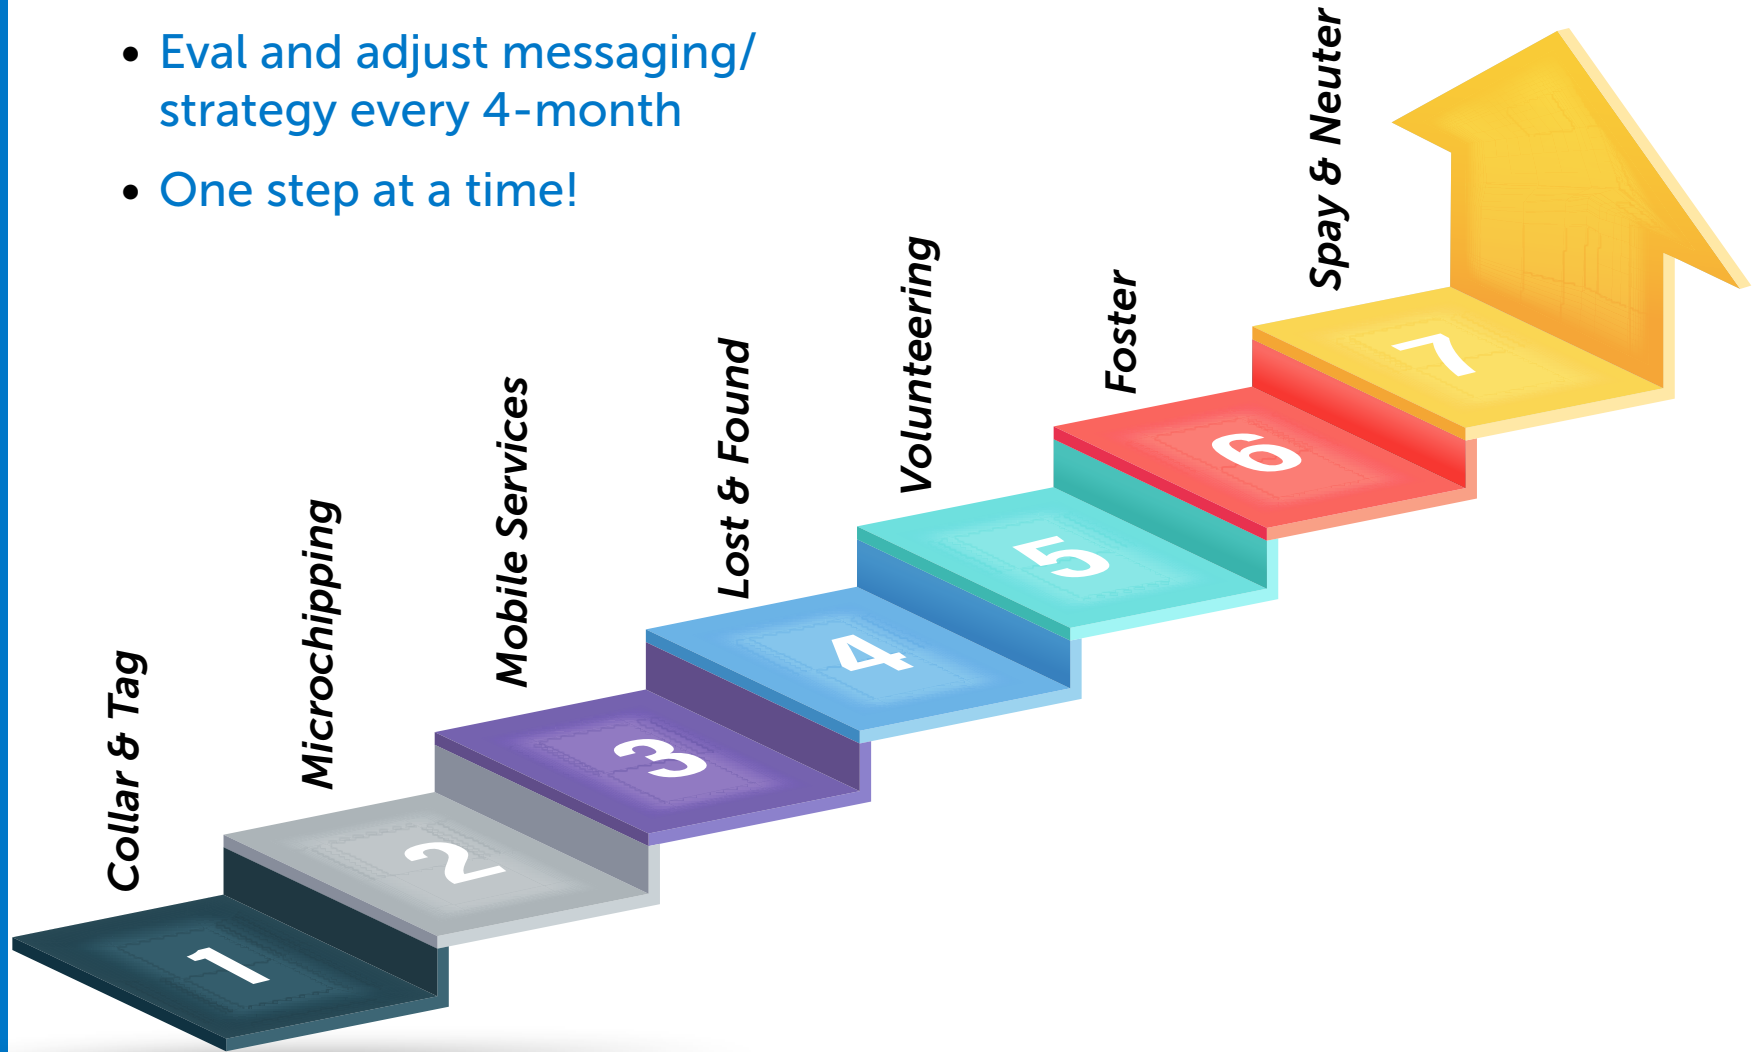 • Eval and adjust messaging/
strategy every 4-month
• One step at a time!
Collar & Tag
Microchipping
Mobile Services
Lost & Found
Volunteering
Foster
Spay & Neuter
1
2
3
4
5
6
7